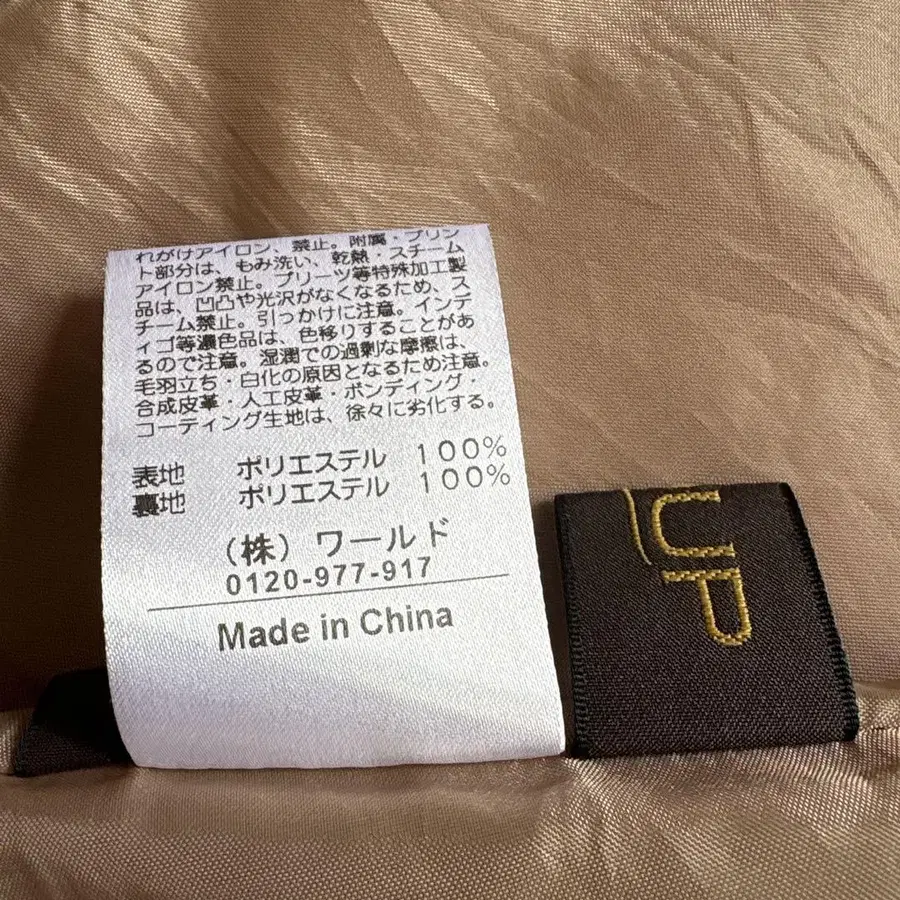 れがけアイロン、禁止。附属・プリン
ト部分は、もみ洗い、乾熱・スチーム
アイロン禁止。プリーツ等特殊加工製
品は、凹凸や光沢がなくなるため、ス
チーム禁止。引っかけに注意。インデ
ィゴ等濃色品は、色移りすることがあ
るので注意。湿潤での過剰な摩擦は、
毛羽立ち・白化の原因となるため注意。
合成皮革・人工皮革・ボンディング・
コーティング生地は、徐々に劣化する。
表地 ポリエステル 100%
裏地 ポリエステル 100%
(株)ワールド
0120-977-917
Made in China
UP